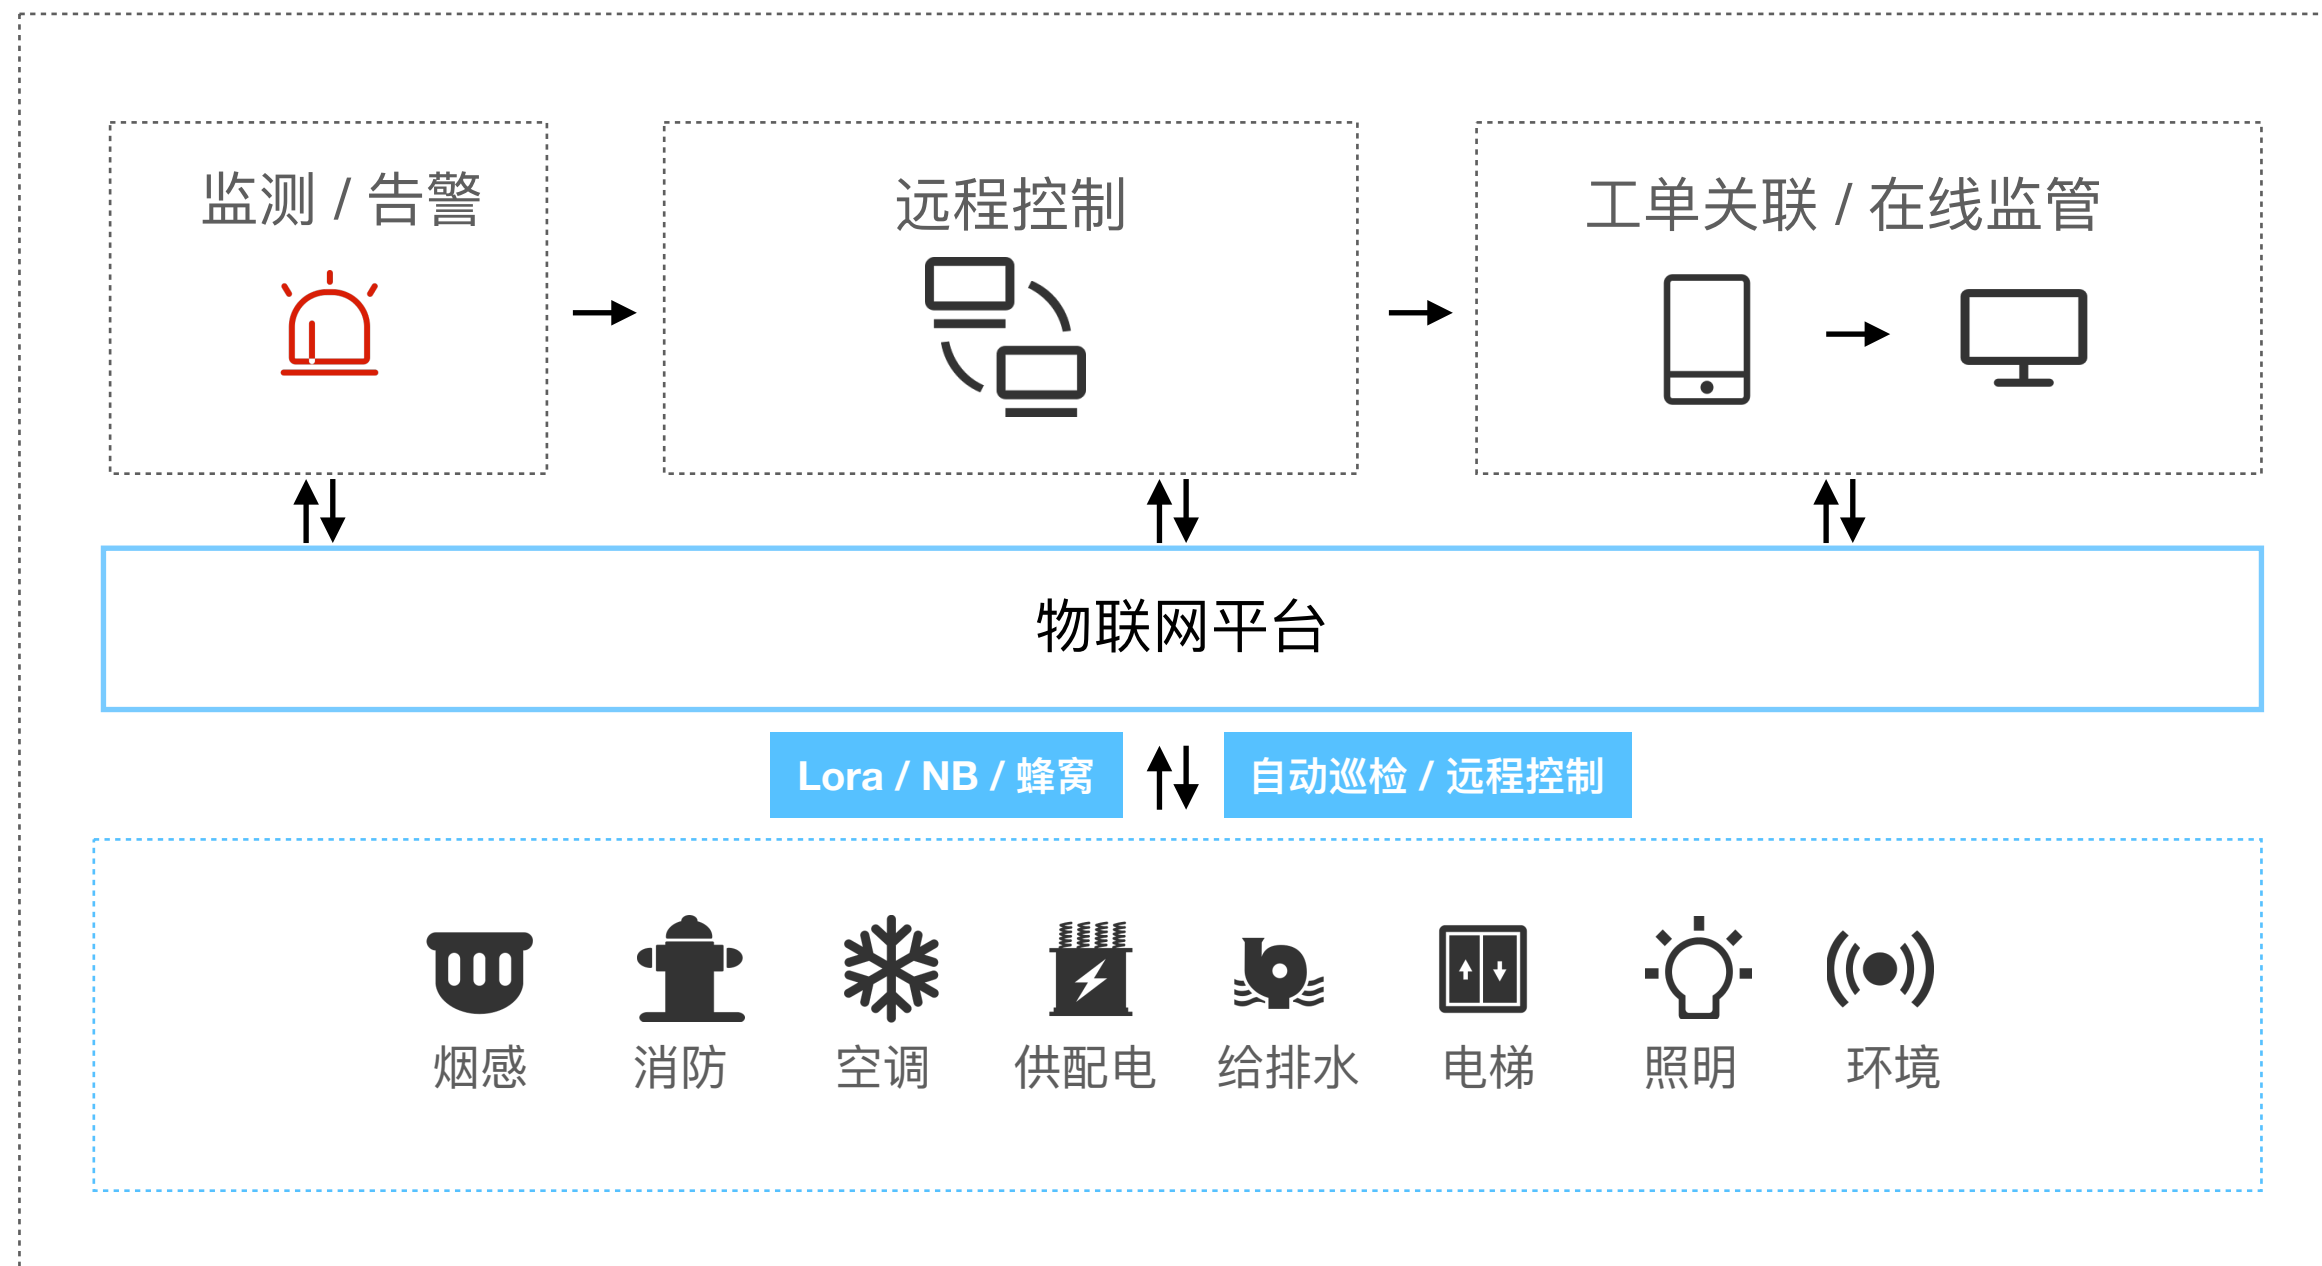 监测 / 告警
远程控制
工单关联 / 在线监管
物联网平台
Lora / NB / 蜂窝
自动巡检 / 远程控制
烟感
消防
空调
供配电
给排水
电梯
照明
环境